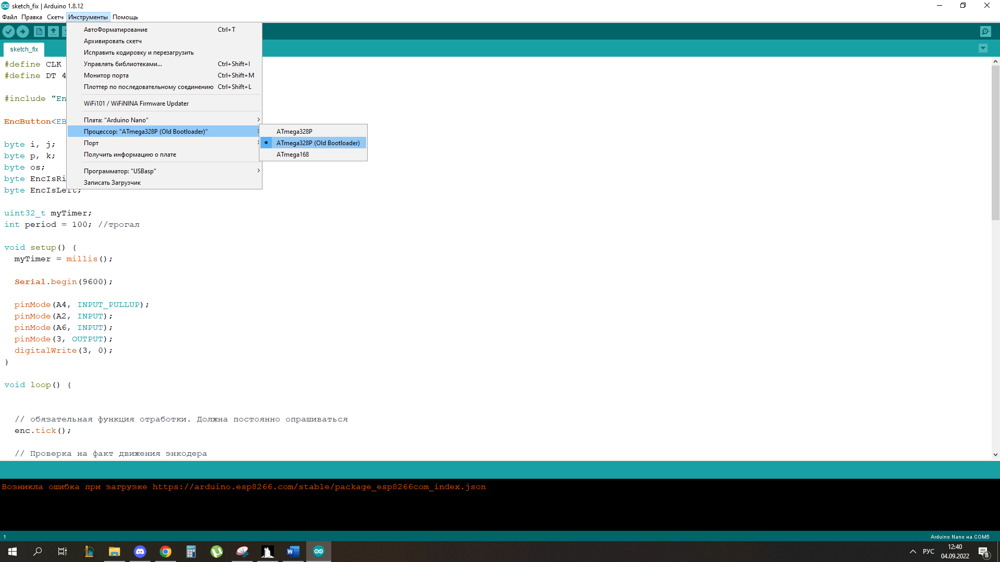 sketch_fix | Arduino 1.8.12
Файл Правка Скетч Инструменты Помощь
АвтоФорматирование Ctrl+T
Архивировать скетч
Исправить кодировку и перезагрузить
Управлять библиотеками... Ctrl+Shift+I
Монитор порта Ctrl+Shift+M
Плоттер по последовательному соединению Ctrl+Shift+L
WiFi101 / WiFiNINA Firmware Updater
Плата: "Arduino Nano"
Процессор: "ATmega328P (Old Bootloader)"
Порт
Получить информацию о плате
Программатор: "USBasp"
Записать Загрузчик
ATmega328P
ATmega328P (Old Bootloader)
ATmega168
sketch_fix
#define CLK
#define DT 4
#include "En
EncButton<EB
byte i, j;
byte p, k;
byte os;
byte EncIsRi
byte EncIsLeft;
uint32_t myTimer;
int period = 100; //трогал
void setup() {
myTimer = millis();
Serial.begin(9600);
pinMode(A4, INPUT_PULLUP);
pinMode(A2, INPUT);
pinMode(A6, INPUT);
pinMode(3, OUTPUT);
digitalWrite(3, 0);
}
void loop() {
// обязательная функция отработки. Должна постоянно опрашиваться
enc.tick();
// Проверка на факт движения энкодера
Возникла ошибка при загрузке https://arduino.esp8266.com/stable/package_esp8266com_index.json
1
Arduino Nano на COM5
РУС
12:40
04.09.2022
8